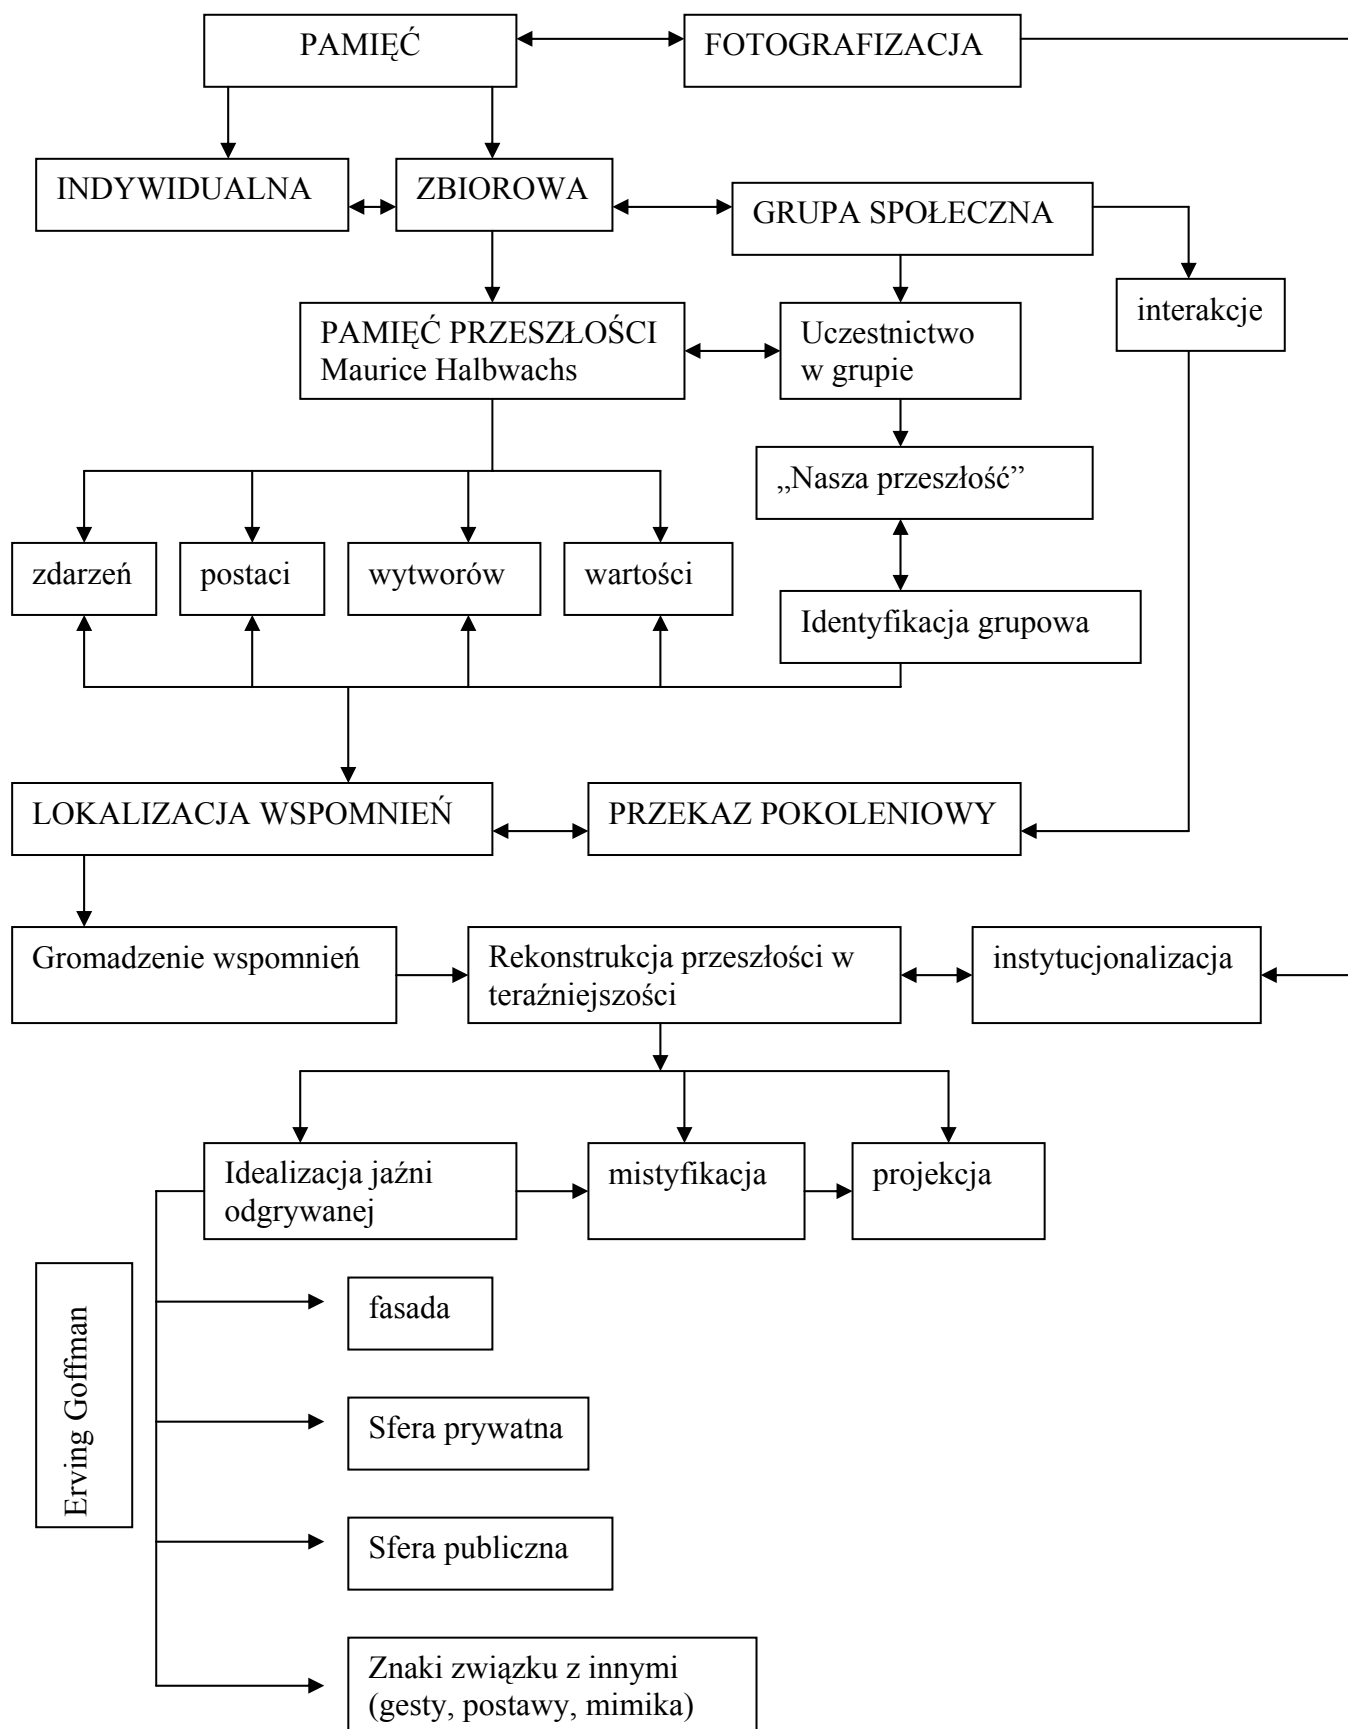 PAMIĘĆ
FOTOGRAFIZACJA
INDYWIDUALNA
ZBIOROWA
GRUPA SPOŁECZNA
interakcje
PAMIĘĆ PRZESZŁOŚCI
Maurice Halbwachs
Uczestnictwo
w grupie
„Nasza przeszłość”
zdarzeń
postaci
wytworów
wartości
Identyfikacja grupowa
LOKALIZACJA WSPOMNIEŃ
PRZEKAZ POKOLENIOWY
Gromadzenie wspomnień
Rekonstrukcja przeszłości w
teraźniejszości
instytucjonalizacja
Idealizacja jaźni
odgrywanej
mistyfikacja
projekcja
Erving Goffman
fasada
Sfera prywatna
Sfera publiczna
Znaki związku z innymi
(gesty, postawy, mimika)